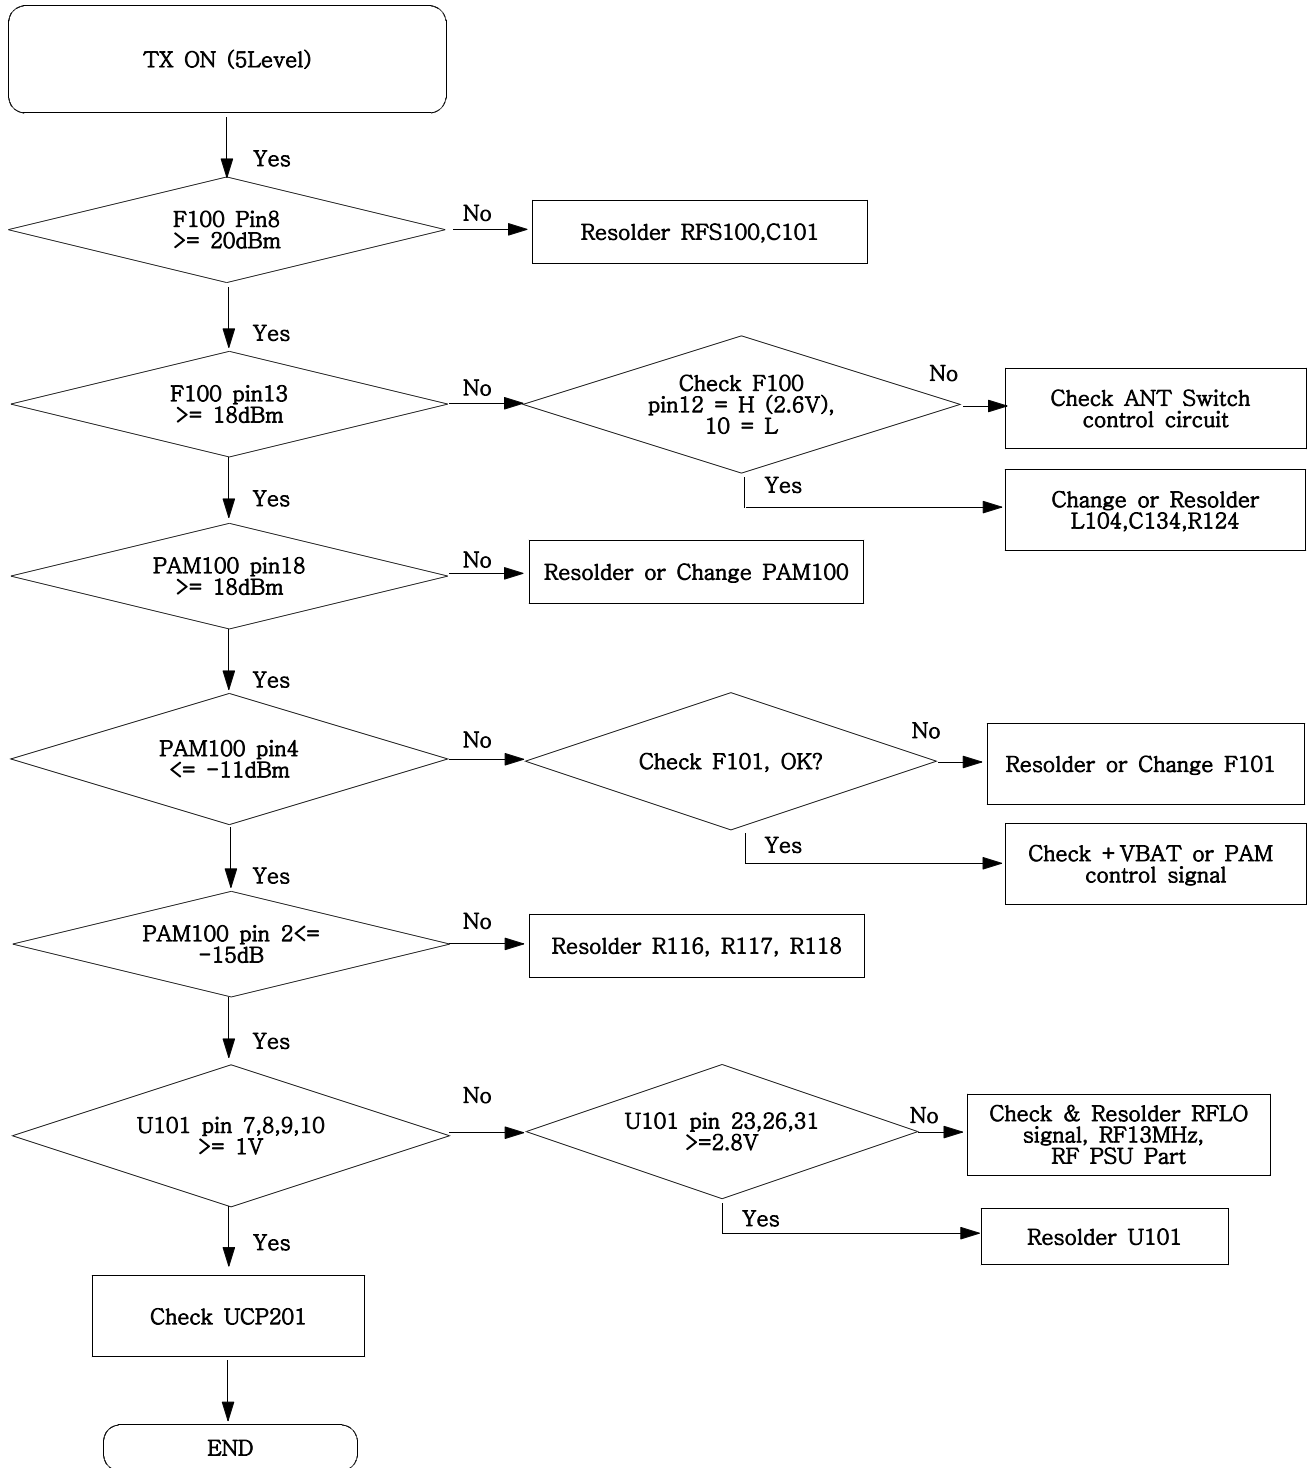 TX ON (5Level)
Yes
F100 Pin8
>= 20dBm
No
Resolder RFS100,C101
Yes
F100 pin13
>= 18dBm
No
Check F100
pin12 = H (2.6V),
10 = L
No
Check ANT Switch
control circuit
Yes
Change or Resolder
L104,C134,R124
Yes
PAM100 pin18
>= 18dBm
No
Resolder or Change PAM100
Yes
PAM100 pin4
<= -11dBm
No
Check F101, OK?
No
Resolder or Change F101
Yes
Check +VBAT or PAM
control signal
Yes
PAM100 pin 2<=
-15dB
No
Resolder R116, R117, R118
Yes
U101 pin 7,8,9,10
>= 1V
No
U101 pin 23,26,31
>=2.8V
No
Check & Resolder RFLO
signal, RF13MHz,
RF PSU Part
Yes
Resolder U101
Yes
Check UCP201
END